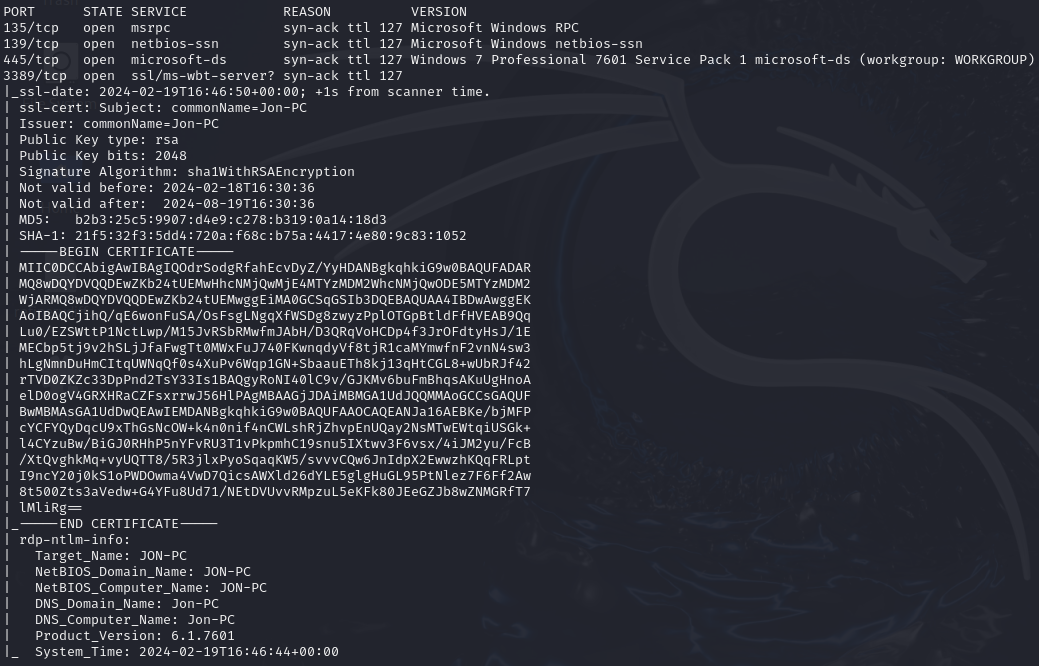 PORT     STATE SERVICE            REASON          VERSION
135/tcp  open  msrpc              syn-ack ttl 127 Microsoft Windows RPC
139/tcp  open  netbios-ssn        syn-ack ttl 127 Microsoft Windows netbios-ssn
445/tcp  open  microsoft-ds       syn-ack ttl 127 Windows 7 Professional 7601 Service Pack 1 microsoft-ds (workgroup: WORKGROUP)
3389/tcp open  ssl/ms-wbt-server? syn-ack ttl 127
|_ssl-date: 2024-02-19T16:46:50+00:00; +1s from scanner time.
| ssl-cert: Subject: commonName=Jon-PC
| Issuer: commonName=Jon-PC
| Public Key type: rsa
| Public Key bits: 2048
| Signature Algorithm: sha1WithRSAEncryption
| Not valid before: 2024-02-18T16:30:36
| Not valid after:  2024-08-19T16:30:36
| MD5:   b2b3:25c5:9907:d4e9:c278:b319:0a14:18d3
| SHA-1: 21f5:32f3:5dd4:720a:f68c:b75a:4417:4e80:9c83:1052
| -----BEGIN CERTIFICATE-----
| MIIC0DCCAbigAwIBAgIQOdrSodgRfahEcvDyZ/YyHDANBgkqhkiG9w0BAQUFADAR
| MQ8wDQYDVQQDEwZKb24tUEMwHhcNMjQwMjE4MTYzMDM2WhcNMjQwODE5MTYzMDM2
| WjARMQ8wDQYDVQQDEwZKb24tUEMwggEiMA0GCSqGSIb3DQEBAQUAA4IBDwAwggEK
| AoIBAQCjihQ/qE6wonFuSA/OsFsgLNgqXfWSDg8zwyzPplOTGpBtldFfHVEAB9Qq
| Lu0/EZSWttP1NctLwp/M15JvRSbRMwfmJAbH/D3QRqVoHCDp4f3JrOFdtyHsJ/1E
| MECbp5tj9v2hSLjJfaFwgTt0MWxFuJ740FKwnqdyVf8tjR1caMYmwfnF2vnN4sw3
| hLgNmnDuHmCItqUWNqQf0s4XuPv6Wqp1GN+SbaauETh8kj13qHtCGL8+wUbRJf42
| rTVD0ZKZc33DpPnd2TsY33Is1BAQgyRoNI40lC9v/GJKMv6buFmBhqsAKuUgHnoA
| elD0ogV4GRXHRaCZFsxrrwJ56HlPAgMBAAGjJDAiMBMGA1UdJQQMMAoGCCsGAQUF
| BwMBMAsGA1UdDwQEAwIEMDANBgkqhkiG9w0BAQUFAAOCAQEANJa16AEBKe/bjMFP
| cYCFYQyDqcU9xThGsNcOW+k4n0nif4nCWLshRjZhvpEnUQay2NsMTwEWtqiUSGk+
| l4CYzuBw/BiGJ0RHhP5nYFvRU3T1vPkpmhC19snu5IXtwv3F6vsx/4iJM2yu/FcB
| /XtQvghkMq+vyUQTT8/5R3jlxPyoSqaqKW5/svvvCQw6JnIdpX2EwwzhKQqFRLpt
| I9ncY20j0kS1oPWDOwma4VwD7QicsAWXld26dYLE5glgHuGL95PtNlez7F6Ff2Aw
| 8t500Zts3aVedw+G4YFu8Ud71/NEtDVUvvRMpzuL5eKFk80JEeGZJb8wZNMGRfT7
| lMliRg==
|_-----END CERTIFICATE-----
| rdp-ntlm-info:
|   Target_Name: JON-PC
|   NetBIOS_Domain_Name: JON-PC
|   NetBIOS_Computer_Name: JON-PC
|   DNS_Domain_Name: Jon-PC
|   DNS_Computer_Name: Jon-PC
|   Product_Version: 6.1.7601
|_  System_Time: 2024-02-19T16:46:44+00:00